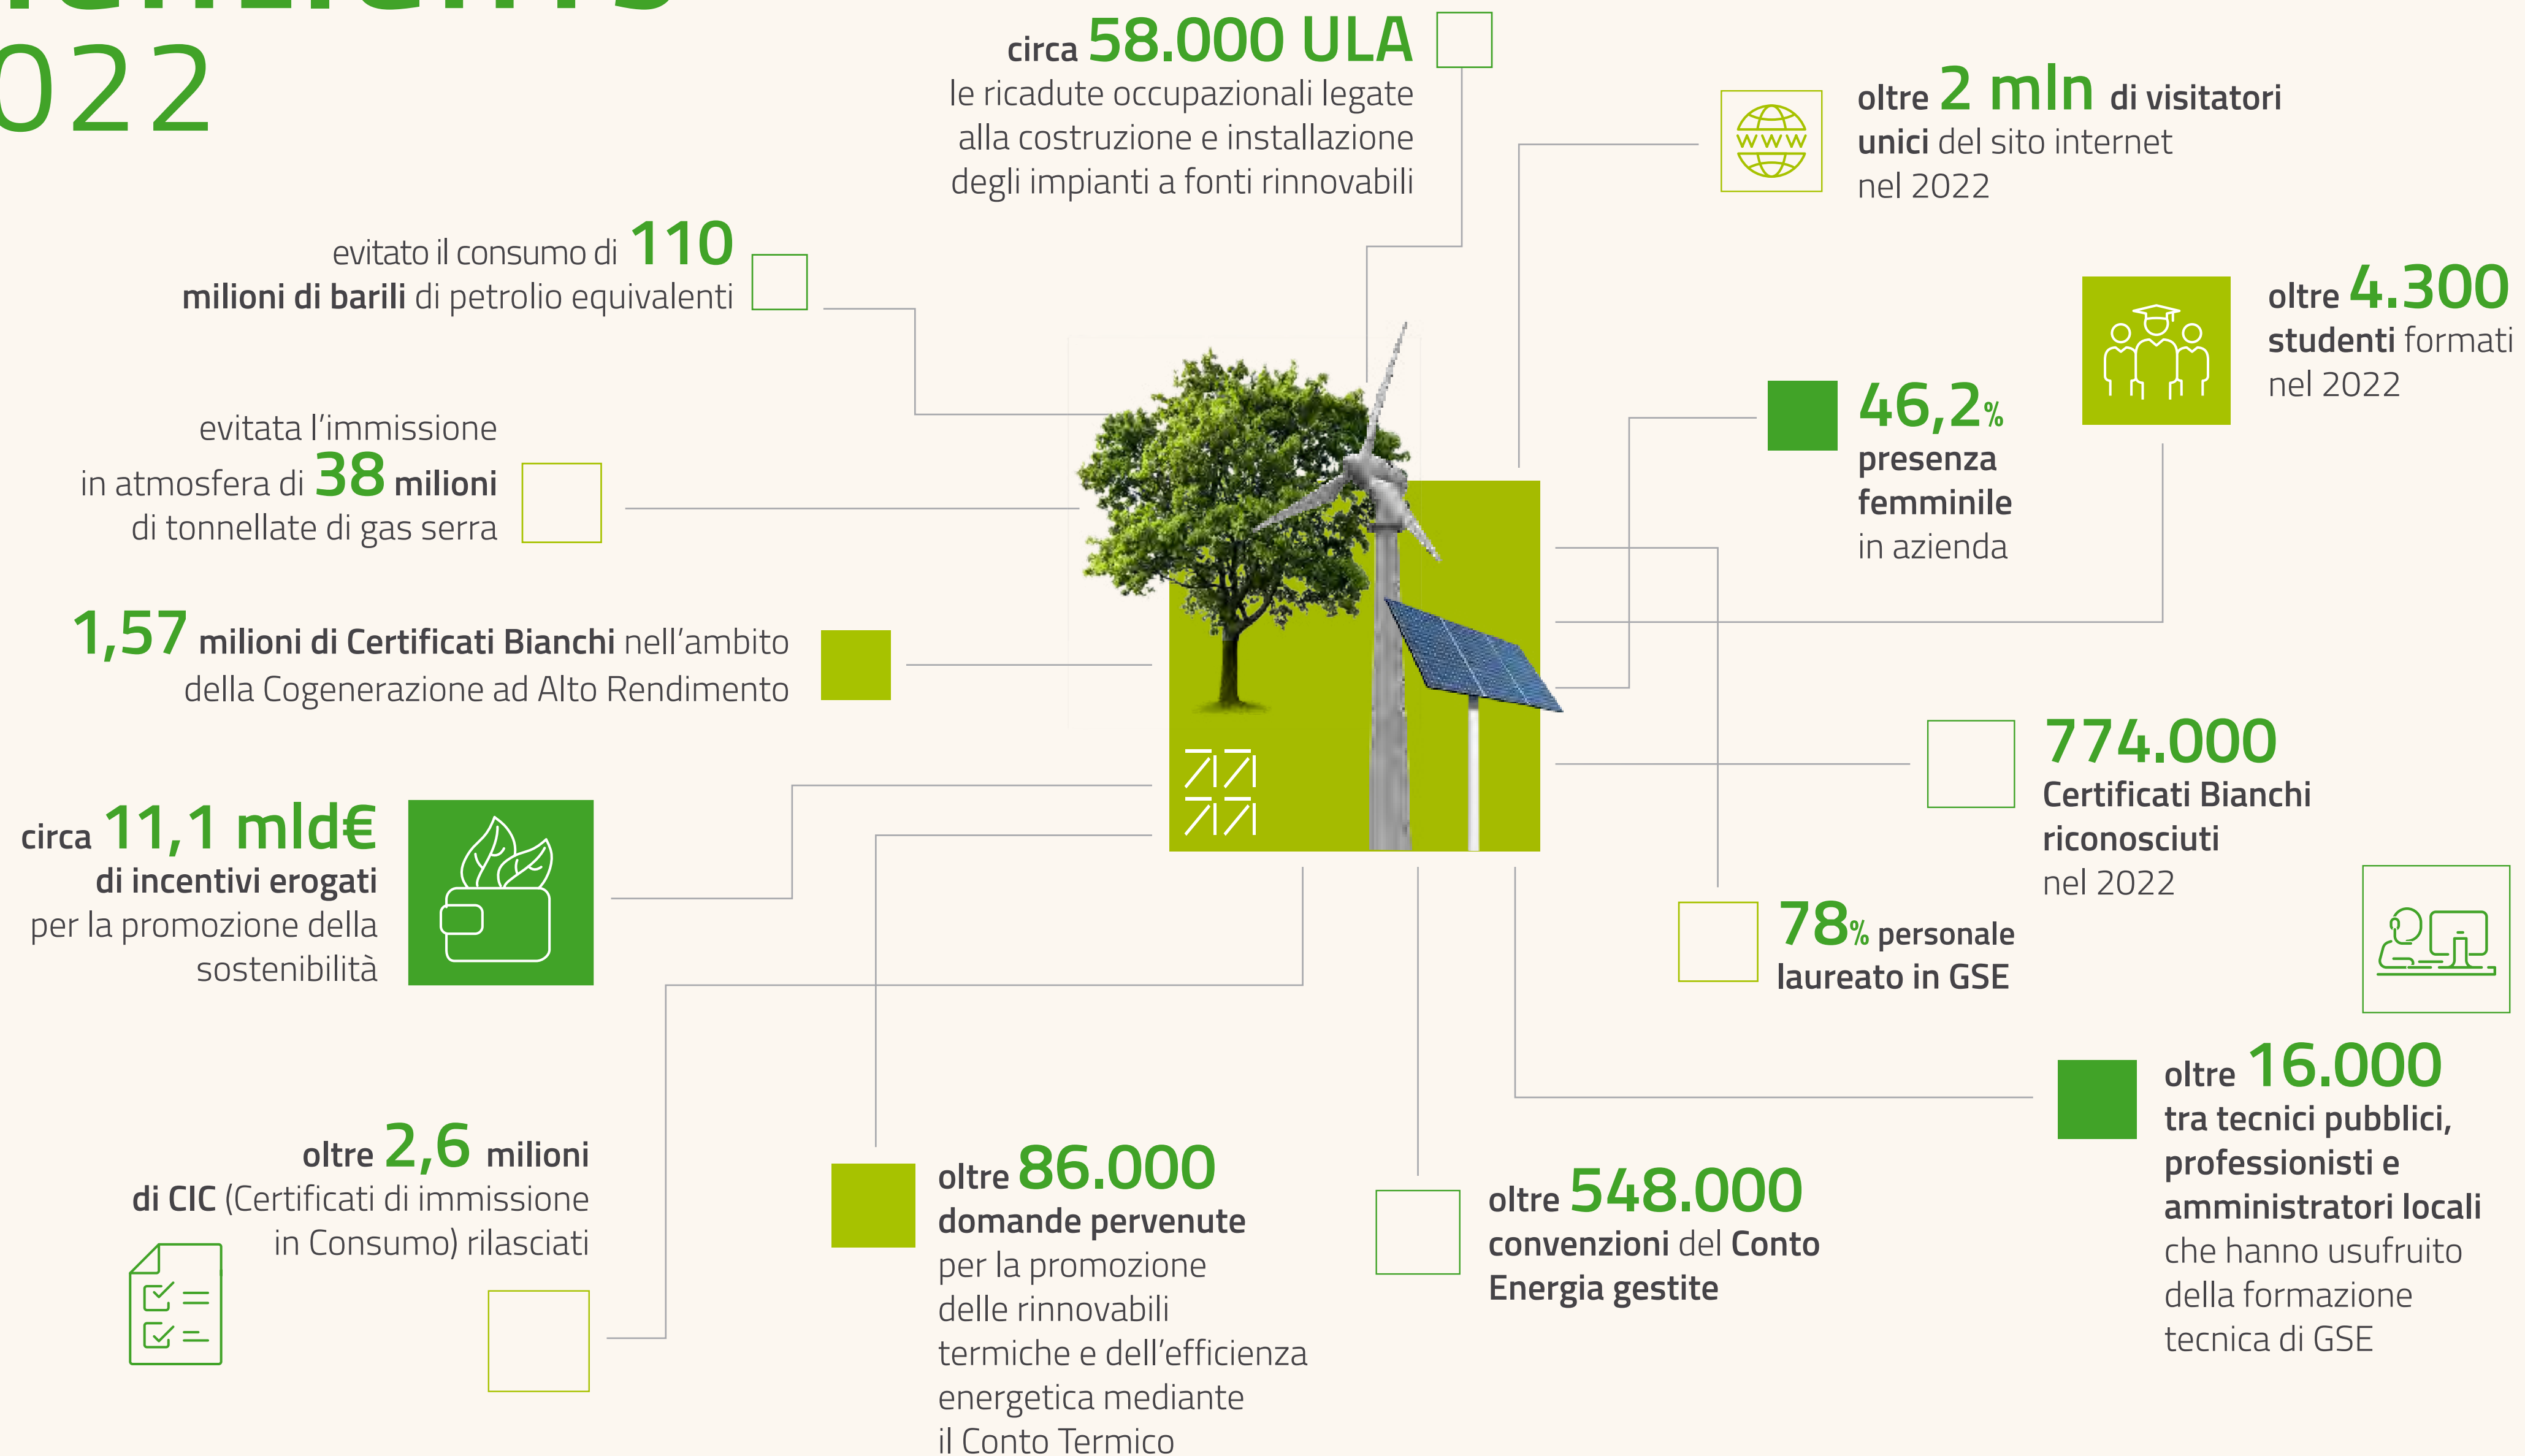 HIGHLIGHTS
2022
circa 58.000 ULA
le ricadute occupazionali legate
alla costruzione e installazione
degli impianti a fonti rinnovabili
oltre 2 mln di visitatori
unici del sito internet
nel 2022
WWW
evitato il consumo di 110
milioni di barili di petrolio equivalenti
oltre 4.300
studenti formati
nel 2022
46,2%
presenza
femminile
in azienda
evitata l'immissione
in atmosfera di 38 milioni
di tonnellate di gas serra
1,57 milioni di Certificati Bianchi nell'ambito
della Cogenerazione ad Alto Rendimento
774.000
Certificati Bianchi
riconosciuti
nel 2022
circa 11,1 mld€
di incentivi erogati
per la promozione della
sostenibilità
78% personale
laureato in GSE
oltre 16.000
tra tecnici pubblici,
professionisti e
amministratori locali
che hanno usufruito
della formazione
tecnica di GSE
oltre 2,6 milioni
di CIC (Certificati di immissione
in Consumo) rilasciati
oltre 86.000
domande pervenute
per la promozione
delle rinnovabili
termiche e dell'efficienza
energetica mediante
il Conto Termico
oltre 548.000
convenzioni del Conto
Energia gestite